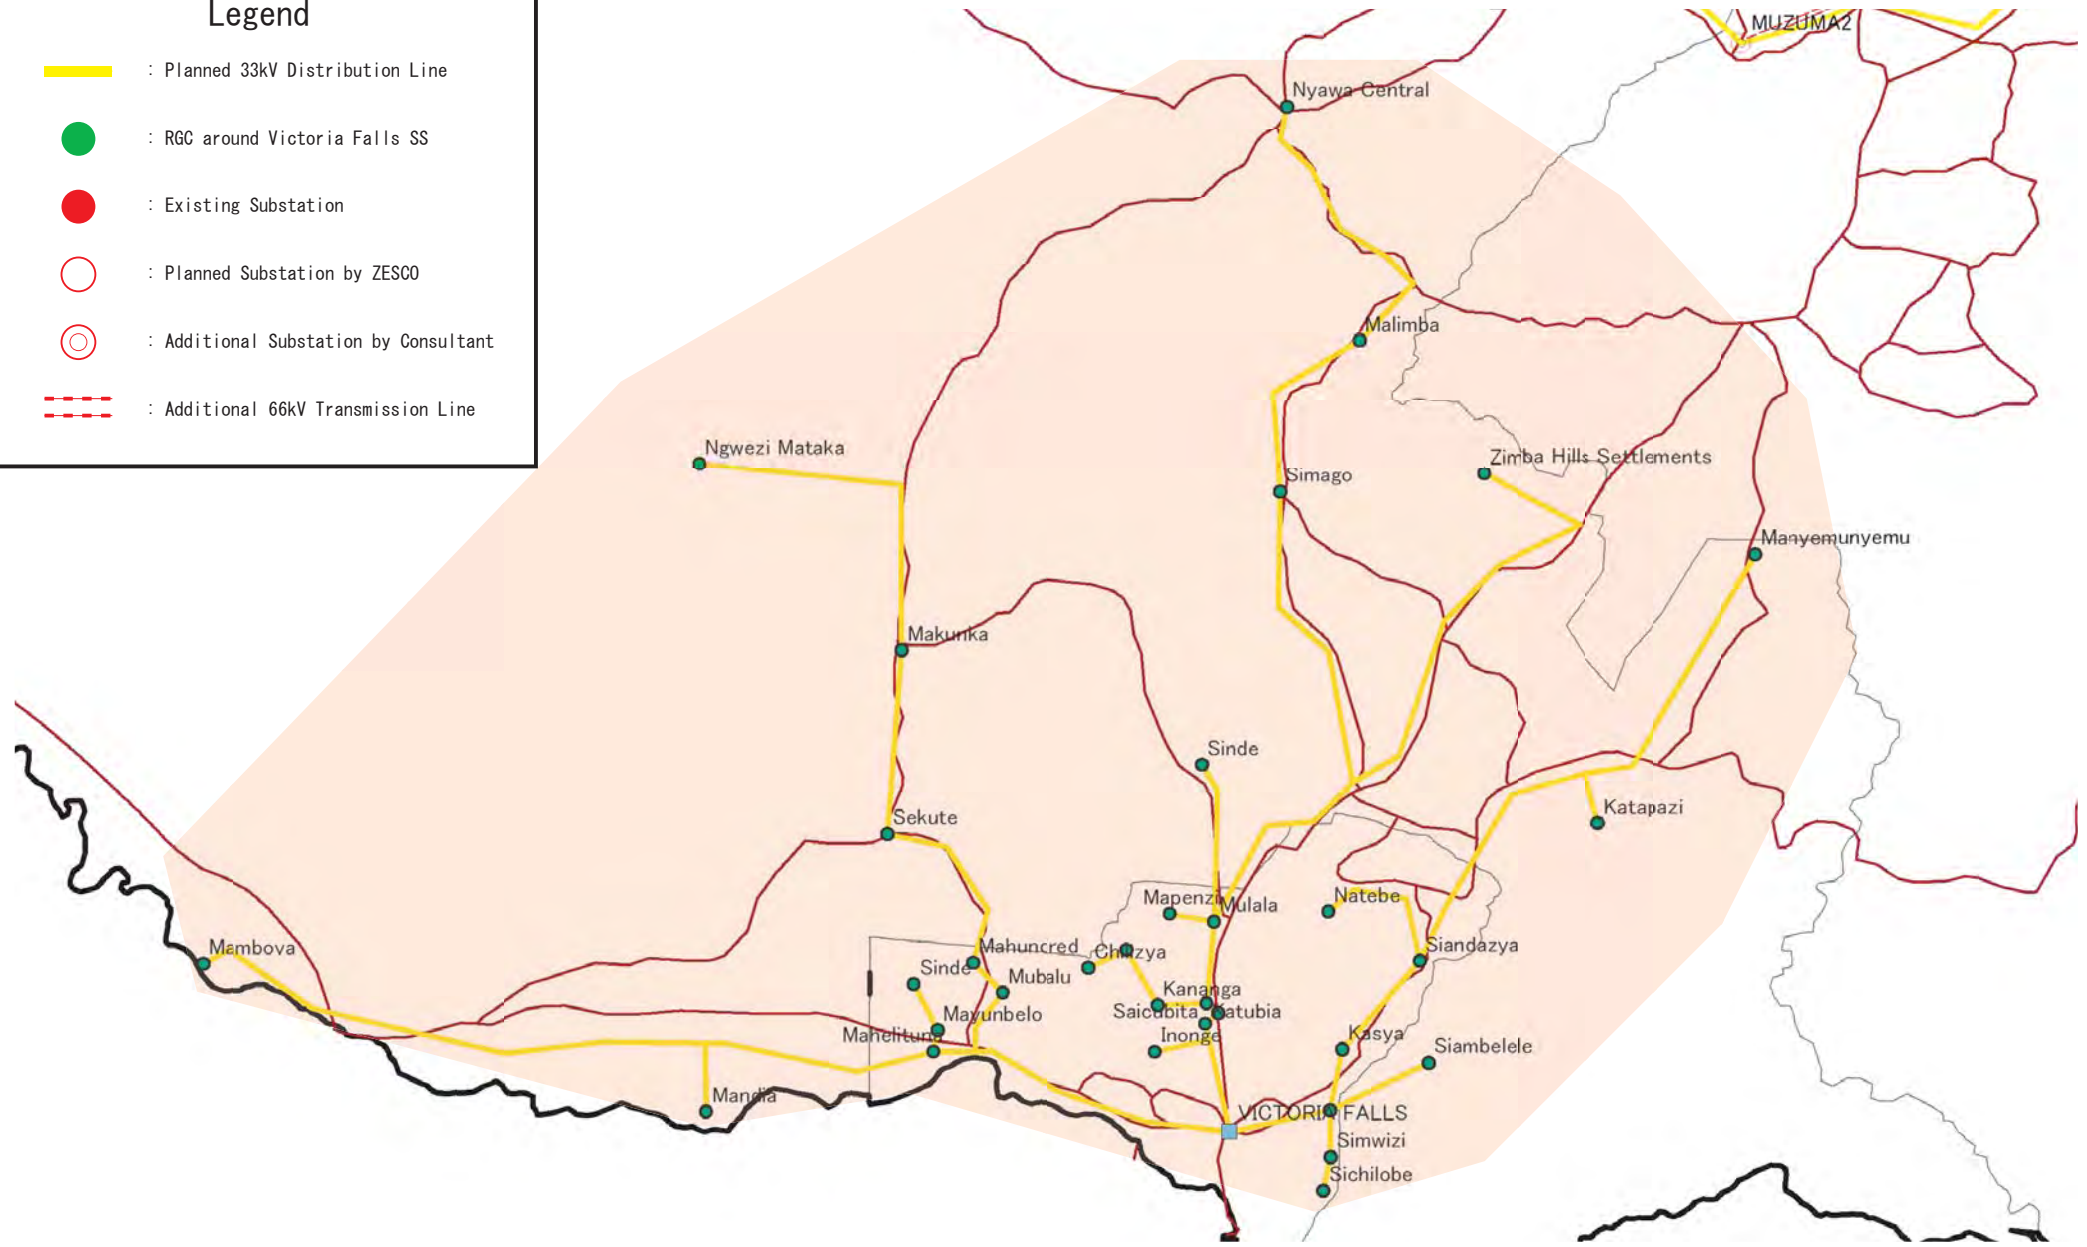 Legend
: Planned 33kV Distribution Line
: RGC around Victoria Falls SS
: Existing Substation
: Planned Substation by ZESCO
: Additional Substation by Consultant
: Additional 66kV Transmission Line
MUZUMA2
Nyawa Central
Malimba
Ngwezi Mataka
Simago
Zimba Hills Settlements
Manyemunyemu
Makunka
Sinde
Katapazi
Sekute
Mapenzi
Mulala
Natebe
Mambova
Mahuncred
Chilizya
Siandazya
Sinde
Mubalu
Kananga
Mayunbelo
Saicubita
Katubia
Mahelituna
Inonge
Kasya
Siambelele
Mandia
VICTORIA FALLS
Simwizi
Sichilobe